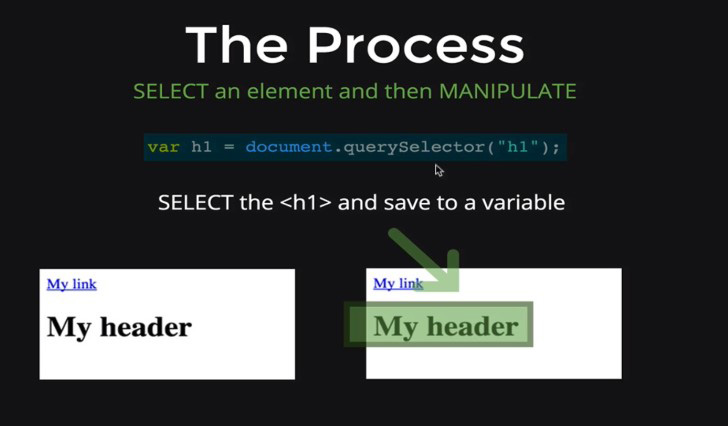 The Process
SELECT an element and then MANIPULATE
var h1 = document.querySelector("h1");
SELECT the <h1> and save to a variable
My link
My header
My link
My header